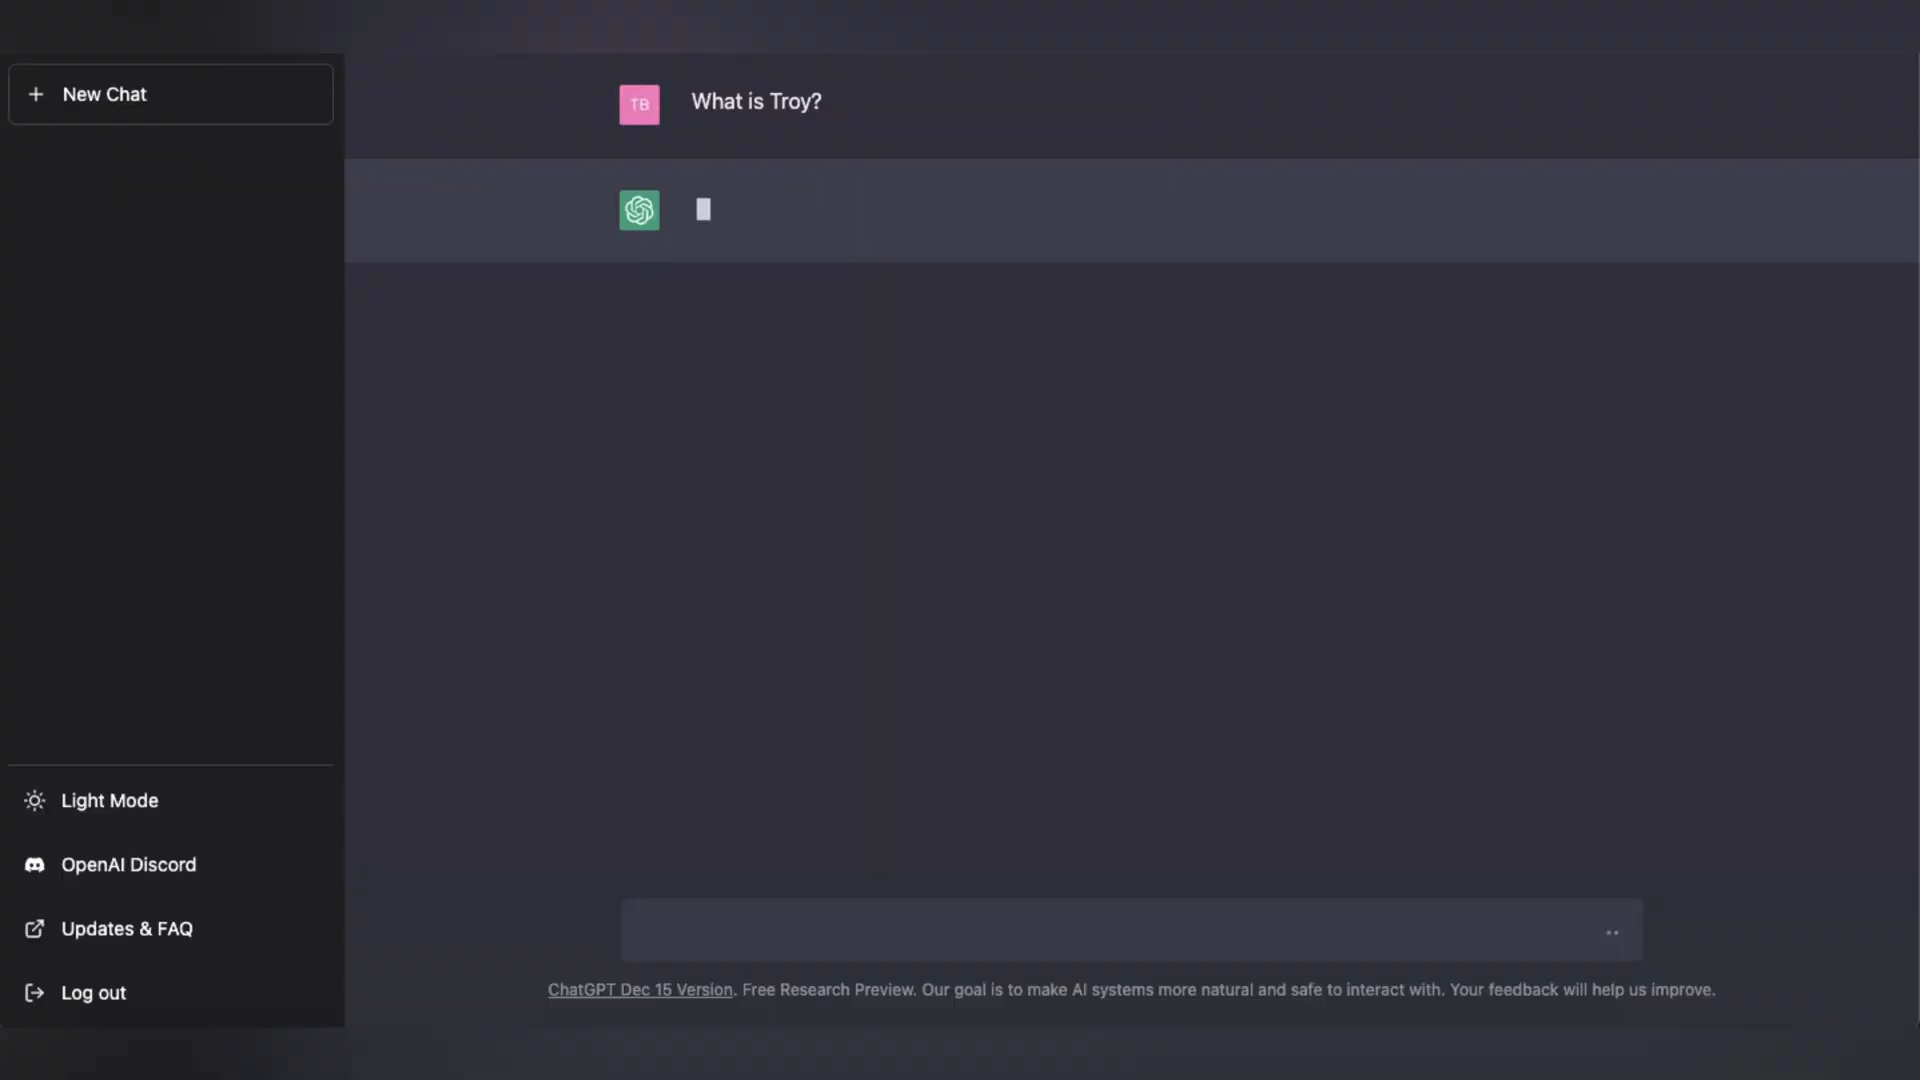 New Chat
TB
What is Troy?
Light Mode
OpenAI Discord
Updates & FAQ
Log out
ChatGPT Dec 15 Version. Free Research Preview. Our goal is to make AI systems more natural and safe to interact with. Your feedback will help us improve.